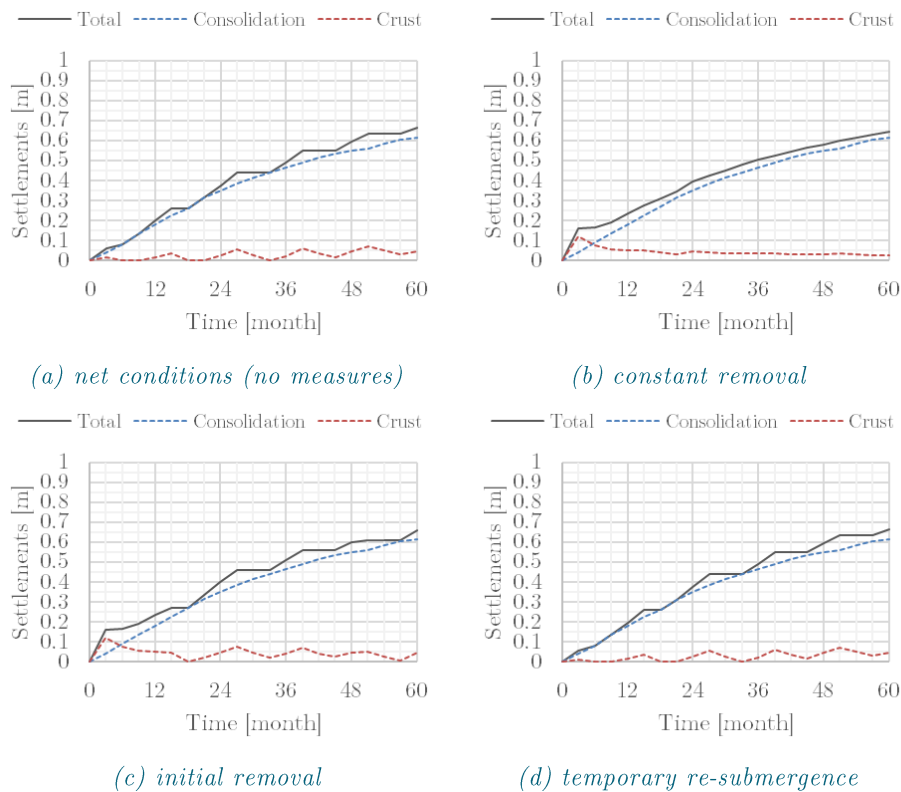 Total Consolidation Crust
Total Consolidation Crust
Settlements [m]
1
0.9
0.8
0.7
0.6
0.5
0.4
0.3
0.2
0.1
0
0 12 24 36 48 60
Time [month]
Settlements [m]
1
0.9
0.8
0.7
0.6
0.5
0.4
0.3
0.2
0.1
0
0 12 24 36 48 60
Time [month]
(a) net conditions (no measures)
(b) constant removal
Total Consolidation Crust
Total Consolidation Crust
Settlements [m]
1
0.9
0.8
0.7
0.6
0.5
0.4
0.3
0.2
0.1
0
0 12 24 36 48 60
Time [month]
Settlements [m]
1
0.9
0.8
0.7
0.6
0.5
0.4
0.3
0.2
0.1
0
0 12 24 36 48 60
Time [month]
(c) initial removal
(d) temporary re-submergence